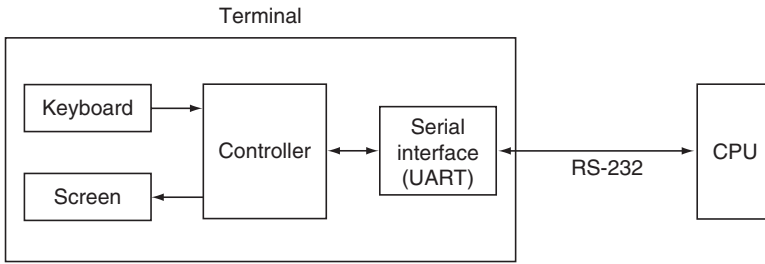 Terminal
Keyboard
Screen
Controller
Serial
interface
(UART)
RS-232
CPU